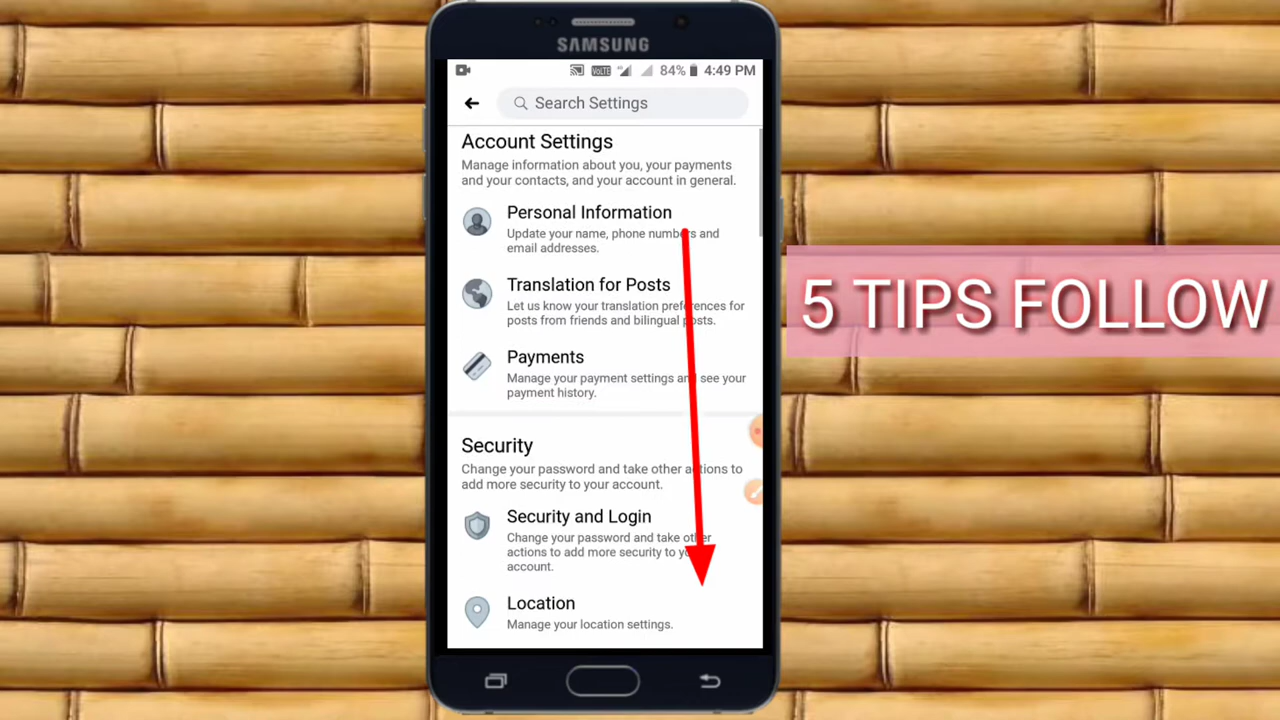 SAMSUNG
VoLTE 84% 4:49 PM
Search Settings
Account Settings
Manage information about you, your payments
and your contacts, and your account in general.
Personal Information
Update your name, phone numbers and
email addresses.
Translation for Posts
Let us know your translation preferences for
posts from friends and bilingual posts.
Payments
Manage your payment settings and see your
payment history.
5 TIPS FOLLOW
Security
Change your password and take other actions to
add more security to your account.
Security and Login
Change your password and take other
actions to add more security to your
account.
Location
Manage your location settings.